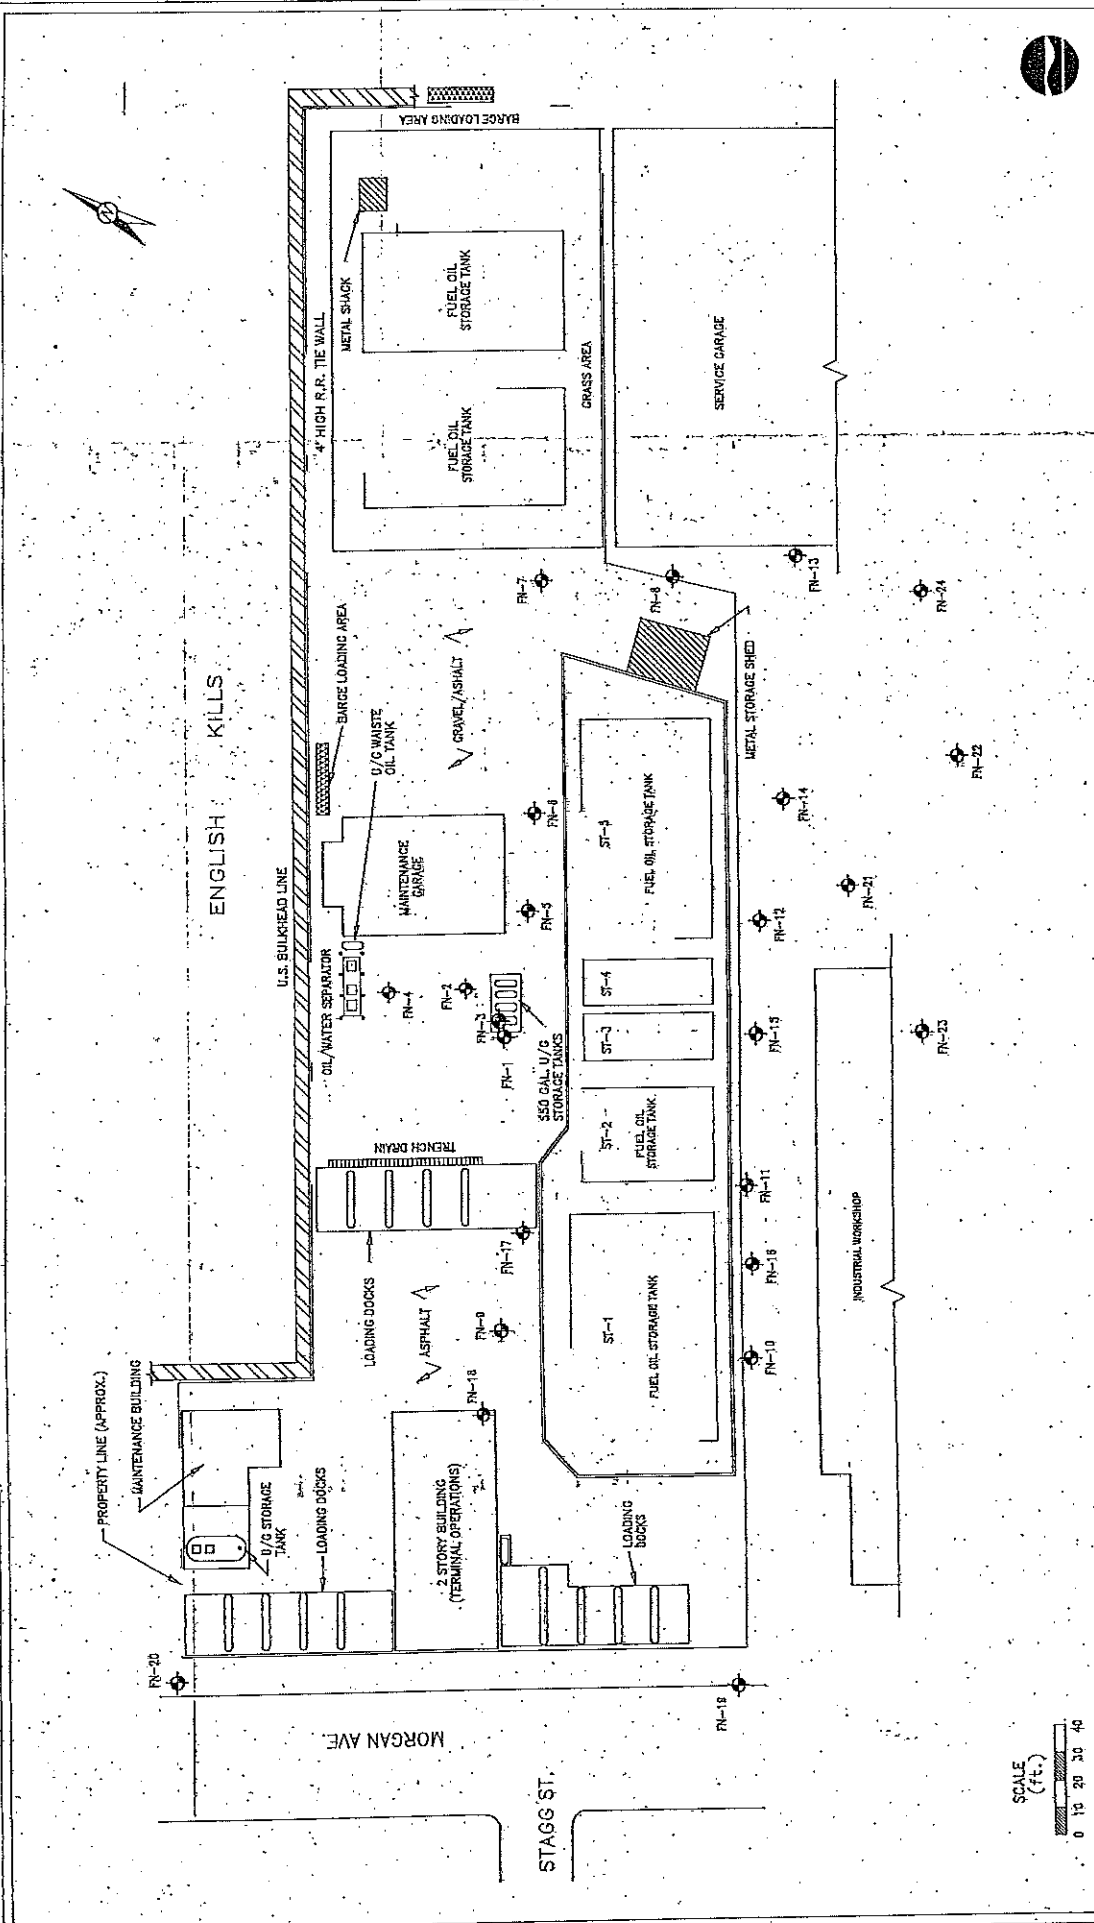 ENGLISH KILLS
U.S. BULKHEAD LINE
PROPERTY LINE (APPROX.)
MAINTENANCE BUILDING
U/G STORAGE
TANK
LOADING DOCKS
LOADING DOCKS
TRENCH DRAIN
OIL/WATER SEPARATOR
U/G WAISTE
OIL TANK
BARGE LOADING AREA
MAINTENANCE
GARAGE
4' HIGH R.R. TIE WALL
METAL SHACK
BARGE LOADING AREA
FUEL OIL
STORAGE TANK
FUEL OIL
STORAGE TANK
GRASS AREA
SERVICE GARAGE
GRAVEL/ASHALT
ASPHALT
2 STORY BUILDING
(TERMINAL OPERATIONS)
LOADING
DOCKS
550 GAL. U/G
STORAGE TANKS
ST-1
FUEL OIL STORAGE TANK
ST-2
FUEL OIL
STORAGE TANK
ST-3
ST-4
ST-5
FUEL OIL STORAGE TANK
METAL STORAGE SHED
INDUSTRIAL WORKSHOP
FN-20
FN-19
FN-18
FN-9
FN-17
FN-1
FN-3
FN-2
FN-4
FN-5
FN-6
FN-7
FN-8
FN-13
FN-24
FN-22
FN-14
FN-21
FN-12
FN-15
FN-23
FN-11
FN-16
FN-10
MORGAN AVE.
STAGG ST.
SCALE
(ft.)
0 10 20 30 40
N